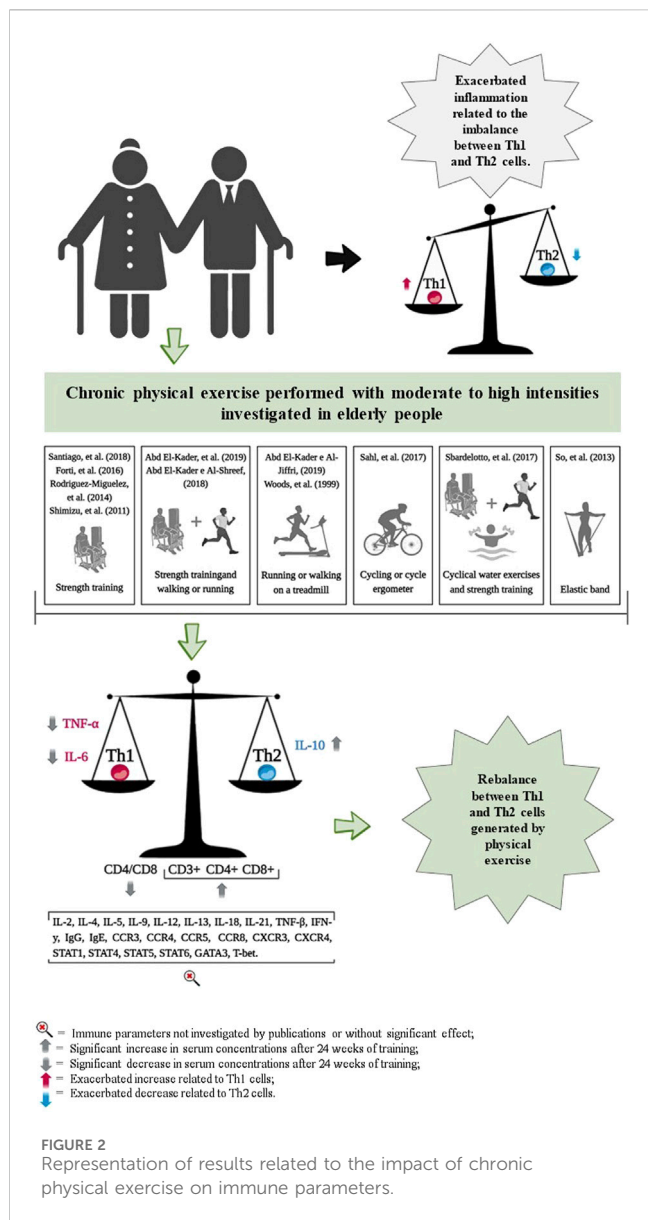 Exacerbated
inflammation
related to the
imbalance
between Th1
and Th2 cells.
Th1
Th2
Chronic physical exercise performed with moderate to high intensities
investigated in elderly people
Santiago, et al. (2018)
Forti, et al. (2016)
Rodriguez-Miguelez,
et al. (2014)
Shimizu, et al. (2011)
Strength training
Abd El-Kader, et al. (2019)
Abd El-Kader e Al-Shreef,
(2018)
+
Strength trainingand
walking or running
Abd El-Kader e Al-
Jiffri, (2019)
Woods, et al. (1999)
Running or walking
on a treadmill
Sahl, et al. (2017)
Cycling or cycle
ergometer
Sbardelotto, et al. (2017)
+
Cyclical water exercises
and strength training
So, et al. (2013)
Elastic band
TNF-α
IL-6
Th1
Th2
IL-10
CD4/CD8
CD3+ CD4+ CD8+
IL-2, IL-4, IL-5, IL-9, IL-12, IL-13, IL-18, IL-21, TNF-β, IFN-
y, IgG, IgE, CCR3, CCR4, CCR5, CCR8, CXCR3, CXCR4,
STAT1, STAT4, STAT5, STAT6, GATA3, T-bet.
Rebalance
between Th1
and Th2 cells
generated by
physical
exercise
= Immune parameters not investigated by publications or without significant effect;
= Significant increase in serum concentrations after 24 weeks of training;
= Significant decrease in serum concentrations after 24 weeks of training;
= Exacerbated increase related to Th1 cells;
= Exacerbated decrease related to Th2 cells.
FIGURE 2
Representation of results related to the impact of chronic
physical exercise on immune parameters.